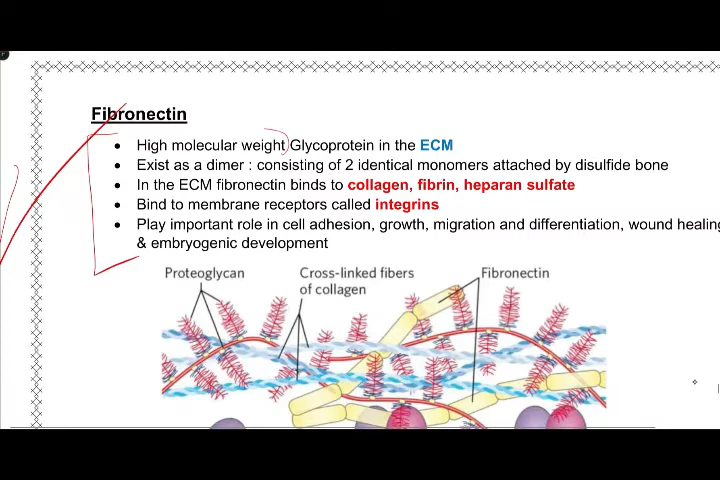 Fibronectin
• High molecular weight Glycoprotein in the ECM
• Exist as a dimer : consisting of 2 identical monomers attached by disulfide bone
• In the ECM fibronectin binds to collagen, fibrin, heparan sulfate
• Bind to membrane receptors called integrins
• Play important role in cell adhesion, growth, migration and differentiation, wound healing
& embryogenic development
Proteoglycan
Cross-linked fibers
of collagen
Fibronectin